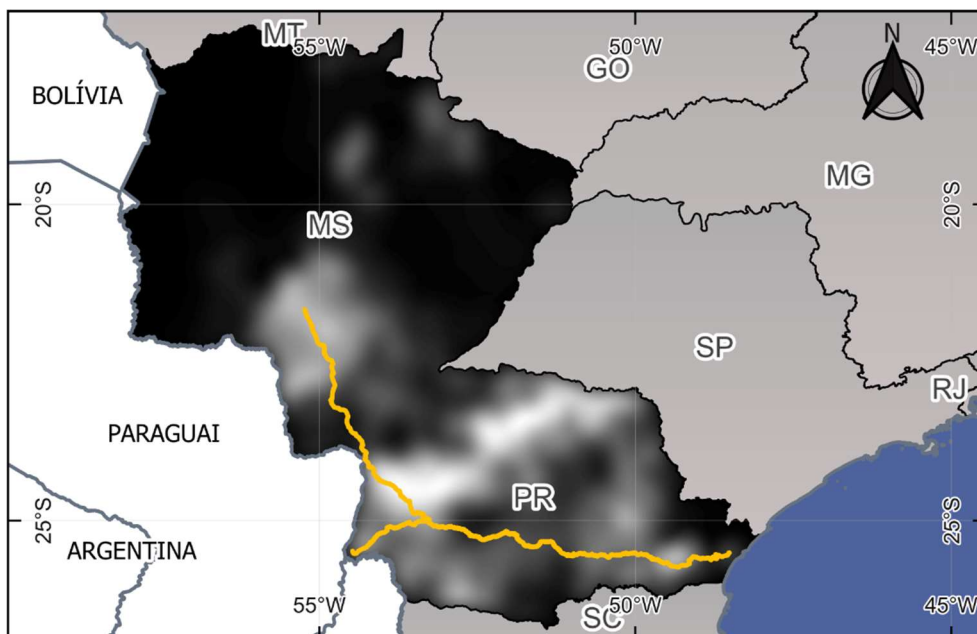 MT
55°W
50°W
45°W
N
GO
BOLÍVIA
MG
20°S
20°S
MS
SP
RJ
PARAGUAI
PR
25°S
25°S
ARGENTINA
55°W
50°W
45°W
SC